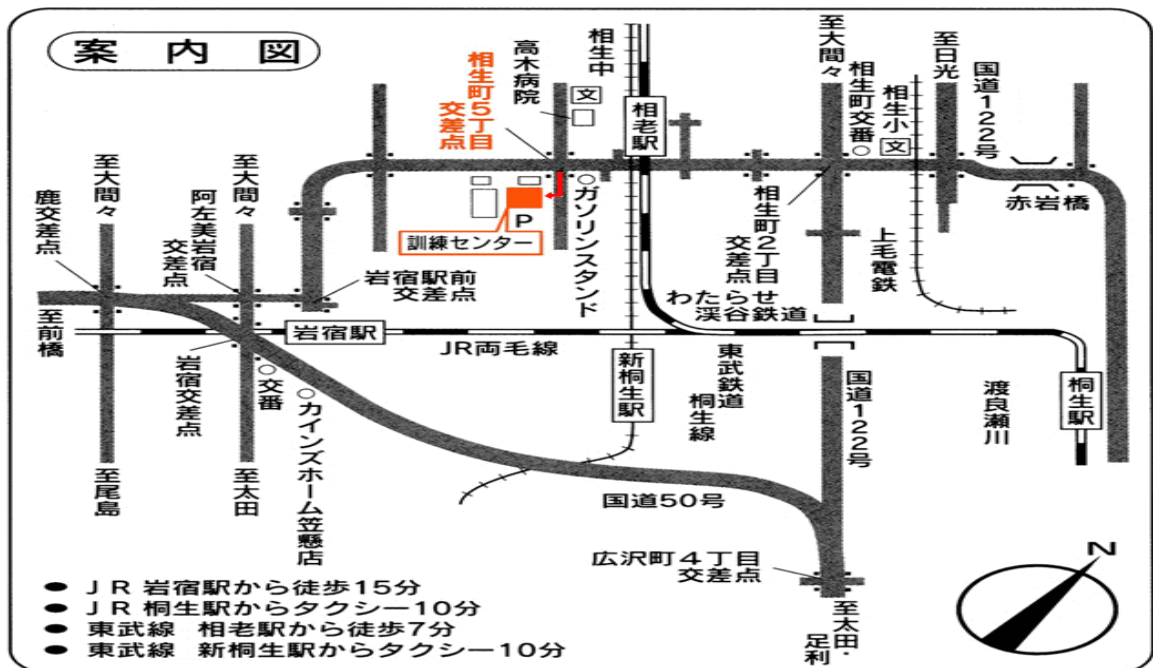 案内図
相生町5丁目
交差点
高木病院
文
相生中
相老駅
至大間々
相生町交番
相生小
文
至日光
国道122号
赤岩橋
鹿交差点
至大間々
阿左美岩宿
交差点
至大間々
P
訓練センター
ガソリンスタンド
相生町2丁目
交差点
上毛電鉄
岩宿駅前
交差点
わたらせ
渓谷鉄道
至前橋
岩宿駅
JR両毛線
岩宿交差点
交番
カインズホーム笠懸店
新桐生駅
東武鉄道
桐生線
国道122号
渡良瀬川
桐生駅
至尾島
至太田
国道50号
広沢町4丁目
交差点
至太田・
足利
N
● JR 岩宿駅から徒歩15分
● JR 桐生駅からタクシー10分
● 東武線 相老駅から徒歩7分
● 東武線 新桐生駅からタクシー10分